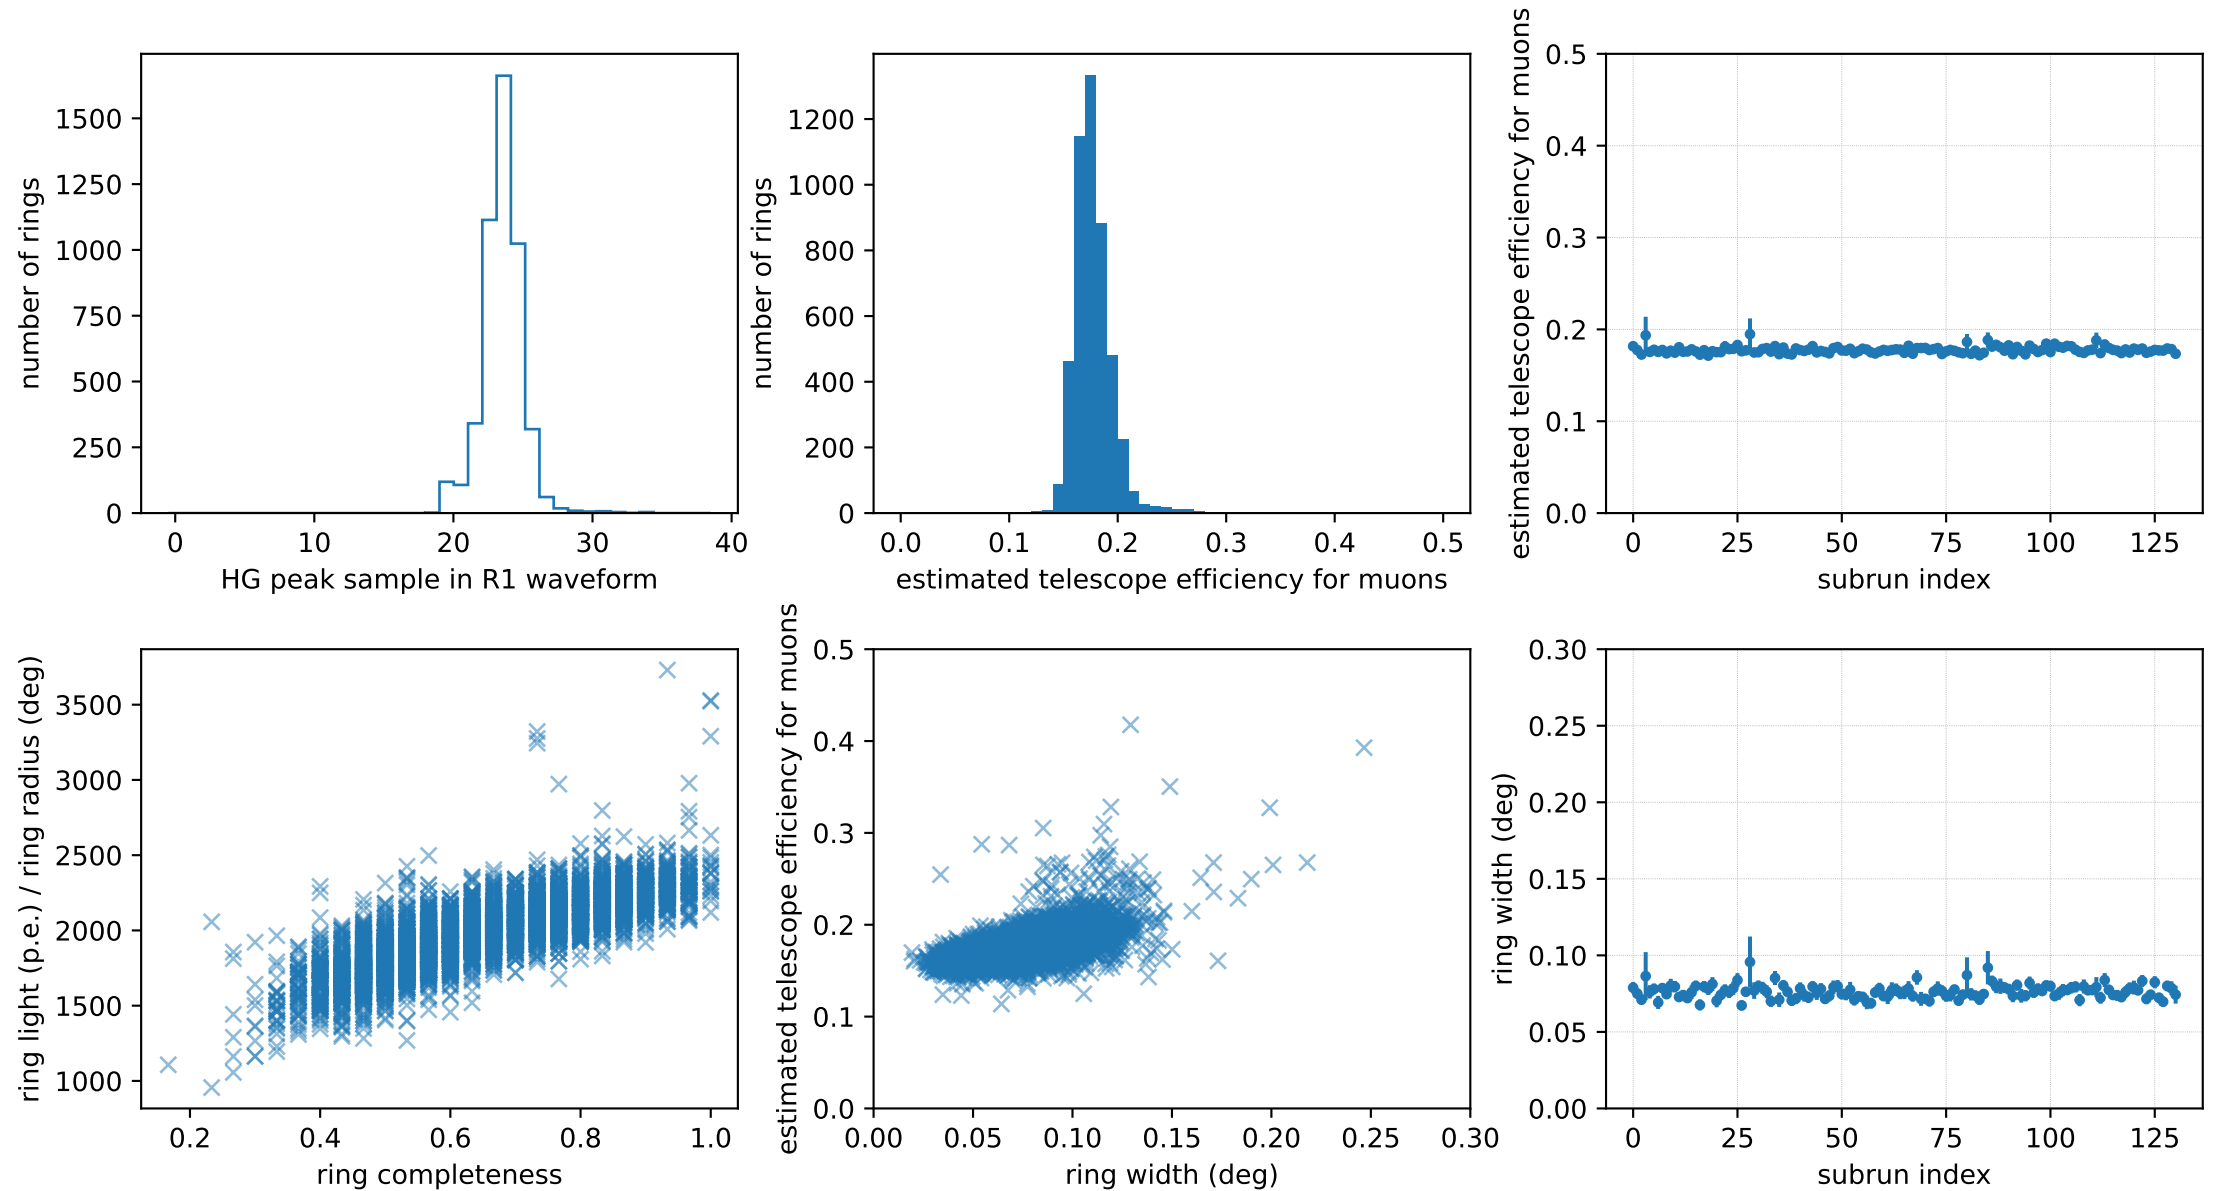 number of rings
1500
1250
1000
750
500
250
0
0 10 20 30 40
HG peak sample in R1 waveform
number of rings
1200
1000
800
600
400
200
0
0.0 0.1 0.2 0.3 0.4 0.5
estimated telescope efficiency for muons
estimated telescope efficiency for muons
0.5
0.4
0.3
0.2
0.1
0.0
0 25 50 75 100 125
subrun index
ring light (p.e.) / ring radius (deg)
3500
3000
2500
2000
1500
1000
0.2 0.4 0.6 0.8 1.0
ring completeness
estimated telescope efficiency for muons
0.5
0.4
0.3
0.2
0.1
0.0
0.00 0.05 0.10 0.15 0.20 0.25 0.30
ring width (deg)
ring width (deg)
0.30
0.25
0.20
0.15
0.10
0.05
0.00
0 25 50 75 100 125
subrun index